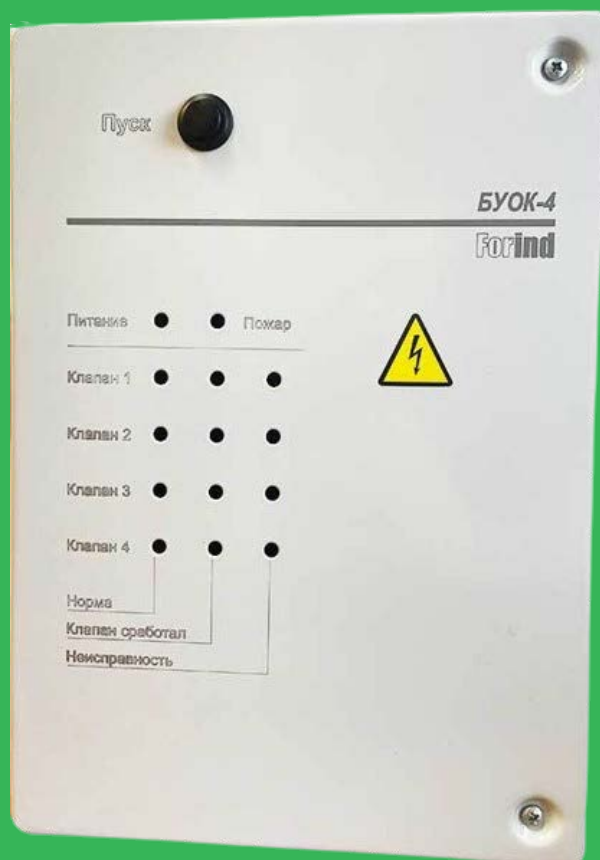 Пуск
БУОК-4
Forind
Питание Пожар
Клапан 1
Клапан 2
Клапан 3
Клапан 4
Норма
Клапан сработал
Неисправность